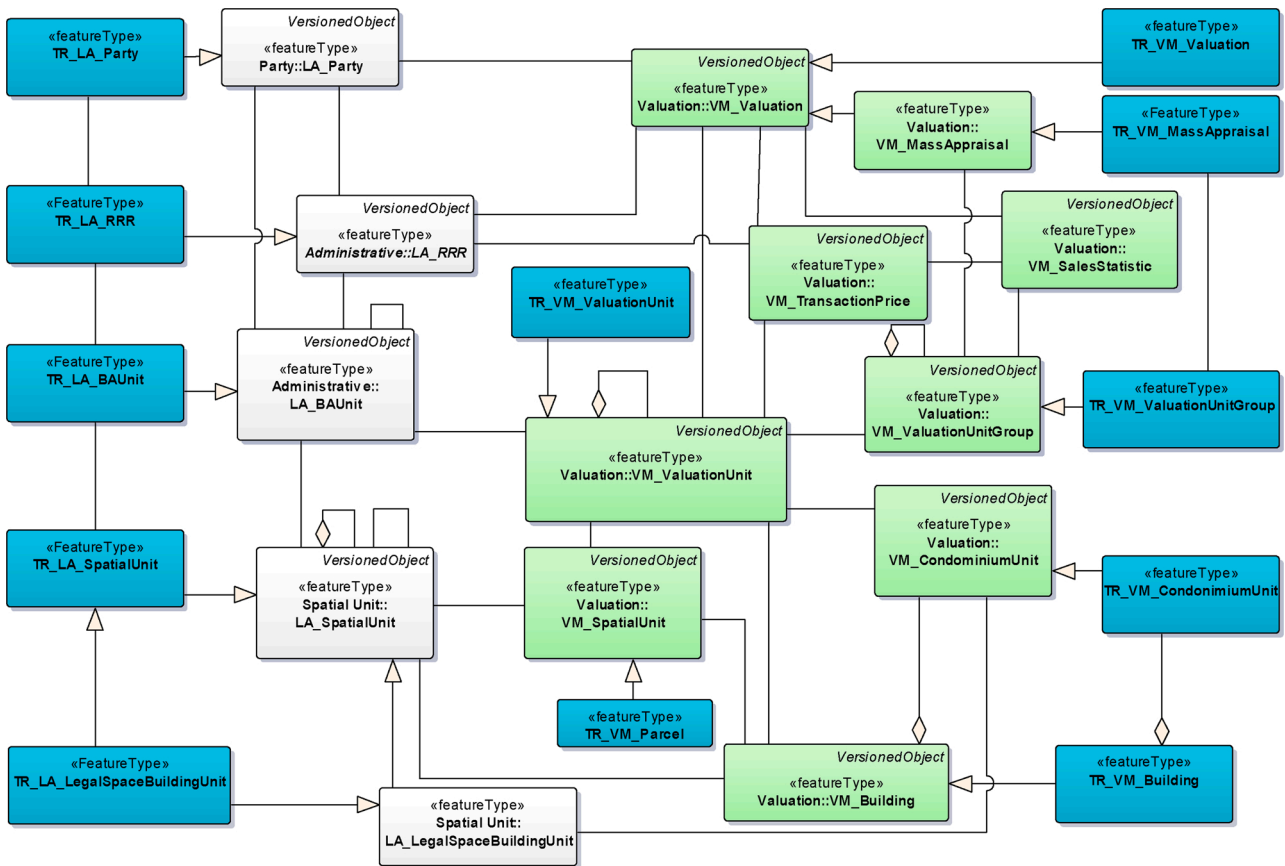 VersionedObject
«featureType»
Party::LA_Party
«featureType»
TR_LA_Party
VersionedObject
«featureType»
Valuation::VM_Valuation
«featureType»
TR_VM_Valuation
«featureType»
Valuation::
VM_MassAppraisal
«FeatureType»
TR_VM_MassAppraisal
«FeatureType»
TR_LA_RRR
VersionedObject
«featureType»
Administrative::LA_RRR
VersionedObject
«featureType»
Valuation::
VM_SalesStatistic
VersionedObject
«featureType»
Valuation::
VM_TransactionPrice
«featureType»
TR_VM_ValuationUnit
«FeatureType»
TR_LA_BAUnit
VersionedObject
«featureType»
Administrative::
LA_BAUnit
VersionedObject
«featureType»
Valuation::
VM_ValuationUnitGroup
«featureType»
TR_VM_ValuationUnitGroup
VersionedObject
«featureType»
Valuation::VM_ValuationUnit
VersionedObject
«featureType»
Valuation::
VM_CondominiumUnit
«FeatureType»
TR_LA_SpatialUnit
VersionedObject
«featureType»
Spatial Unit::
LA_SpatialUnit
VersionedObject
«featureType»
Valuation::
VM_SpatialUnit
«featureType»
TR_VM_CondonimiumUnit
«featureType»
TR_VM_Parcel
«FeatureType»
TR_LA_LegalSpaceBuildingUnit
VersionedObject
«featureType»
Valuation::VM_Building
«featureType»
TR_VM_Building
«featureType»
Spatial Unit::
LA_LegalSpaceBuildingUnit